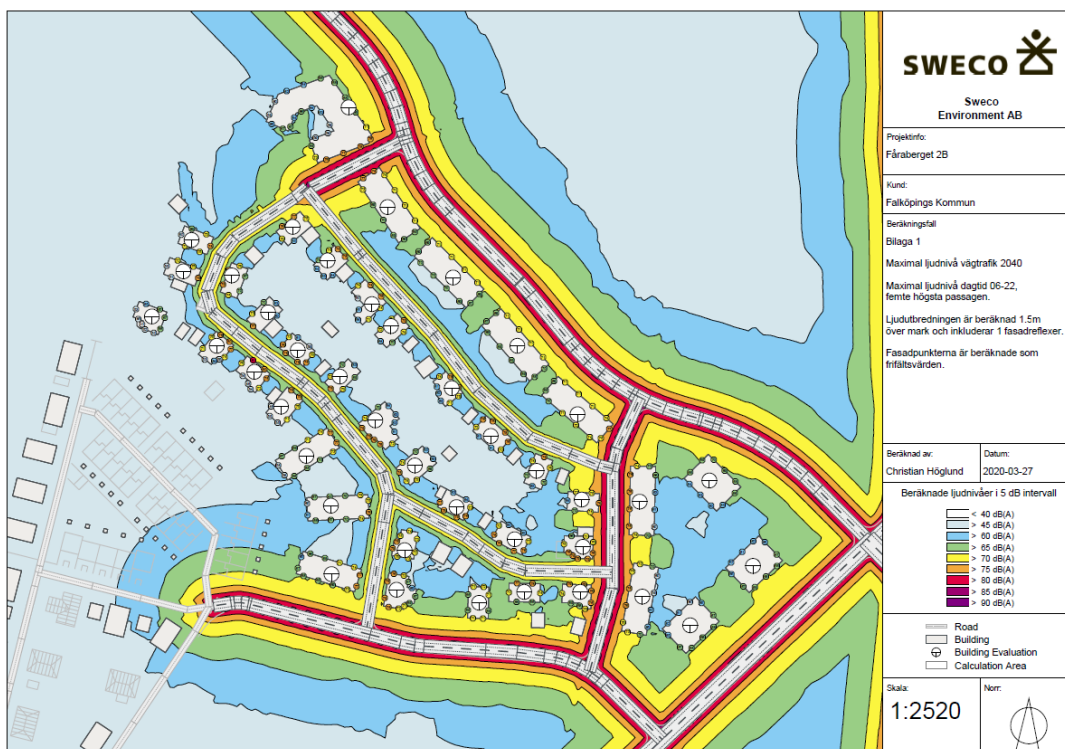 SWECO
Sweco
Environment AB
Projektinfo:
Fåraberget 2B
Kund:
Falköpings Kommun
Beräkningsfall
Bilaga 1
Maximal ljudnivå vägtrafik 2040
Maximal ljudnivå dagtid 06-22,
femte högsta passagen.
Ljudutbredningen är beräknad 1.5m
över mark och inkluderar 1 fasadreflexer.
Fasadpunkterna är beräknade som
frifältsvärden.
Beräknad av:
Christian Höglund
Datum:
2020-03-27
Beräknade ljudnivåer i 5 dB intervall
< 40 dB(A)
> 45 dB(A)
> 60 dB(A)
> 65 dB(A)
> 70 dB(A)
> 75 dB(A)
> 80 dB(A)
> 85 dB(A)
> 90 dB(A)
Road
Building
Building Evaluation
Calculation Area
Skala:
1:2520
Norr: